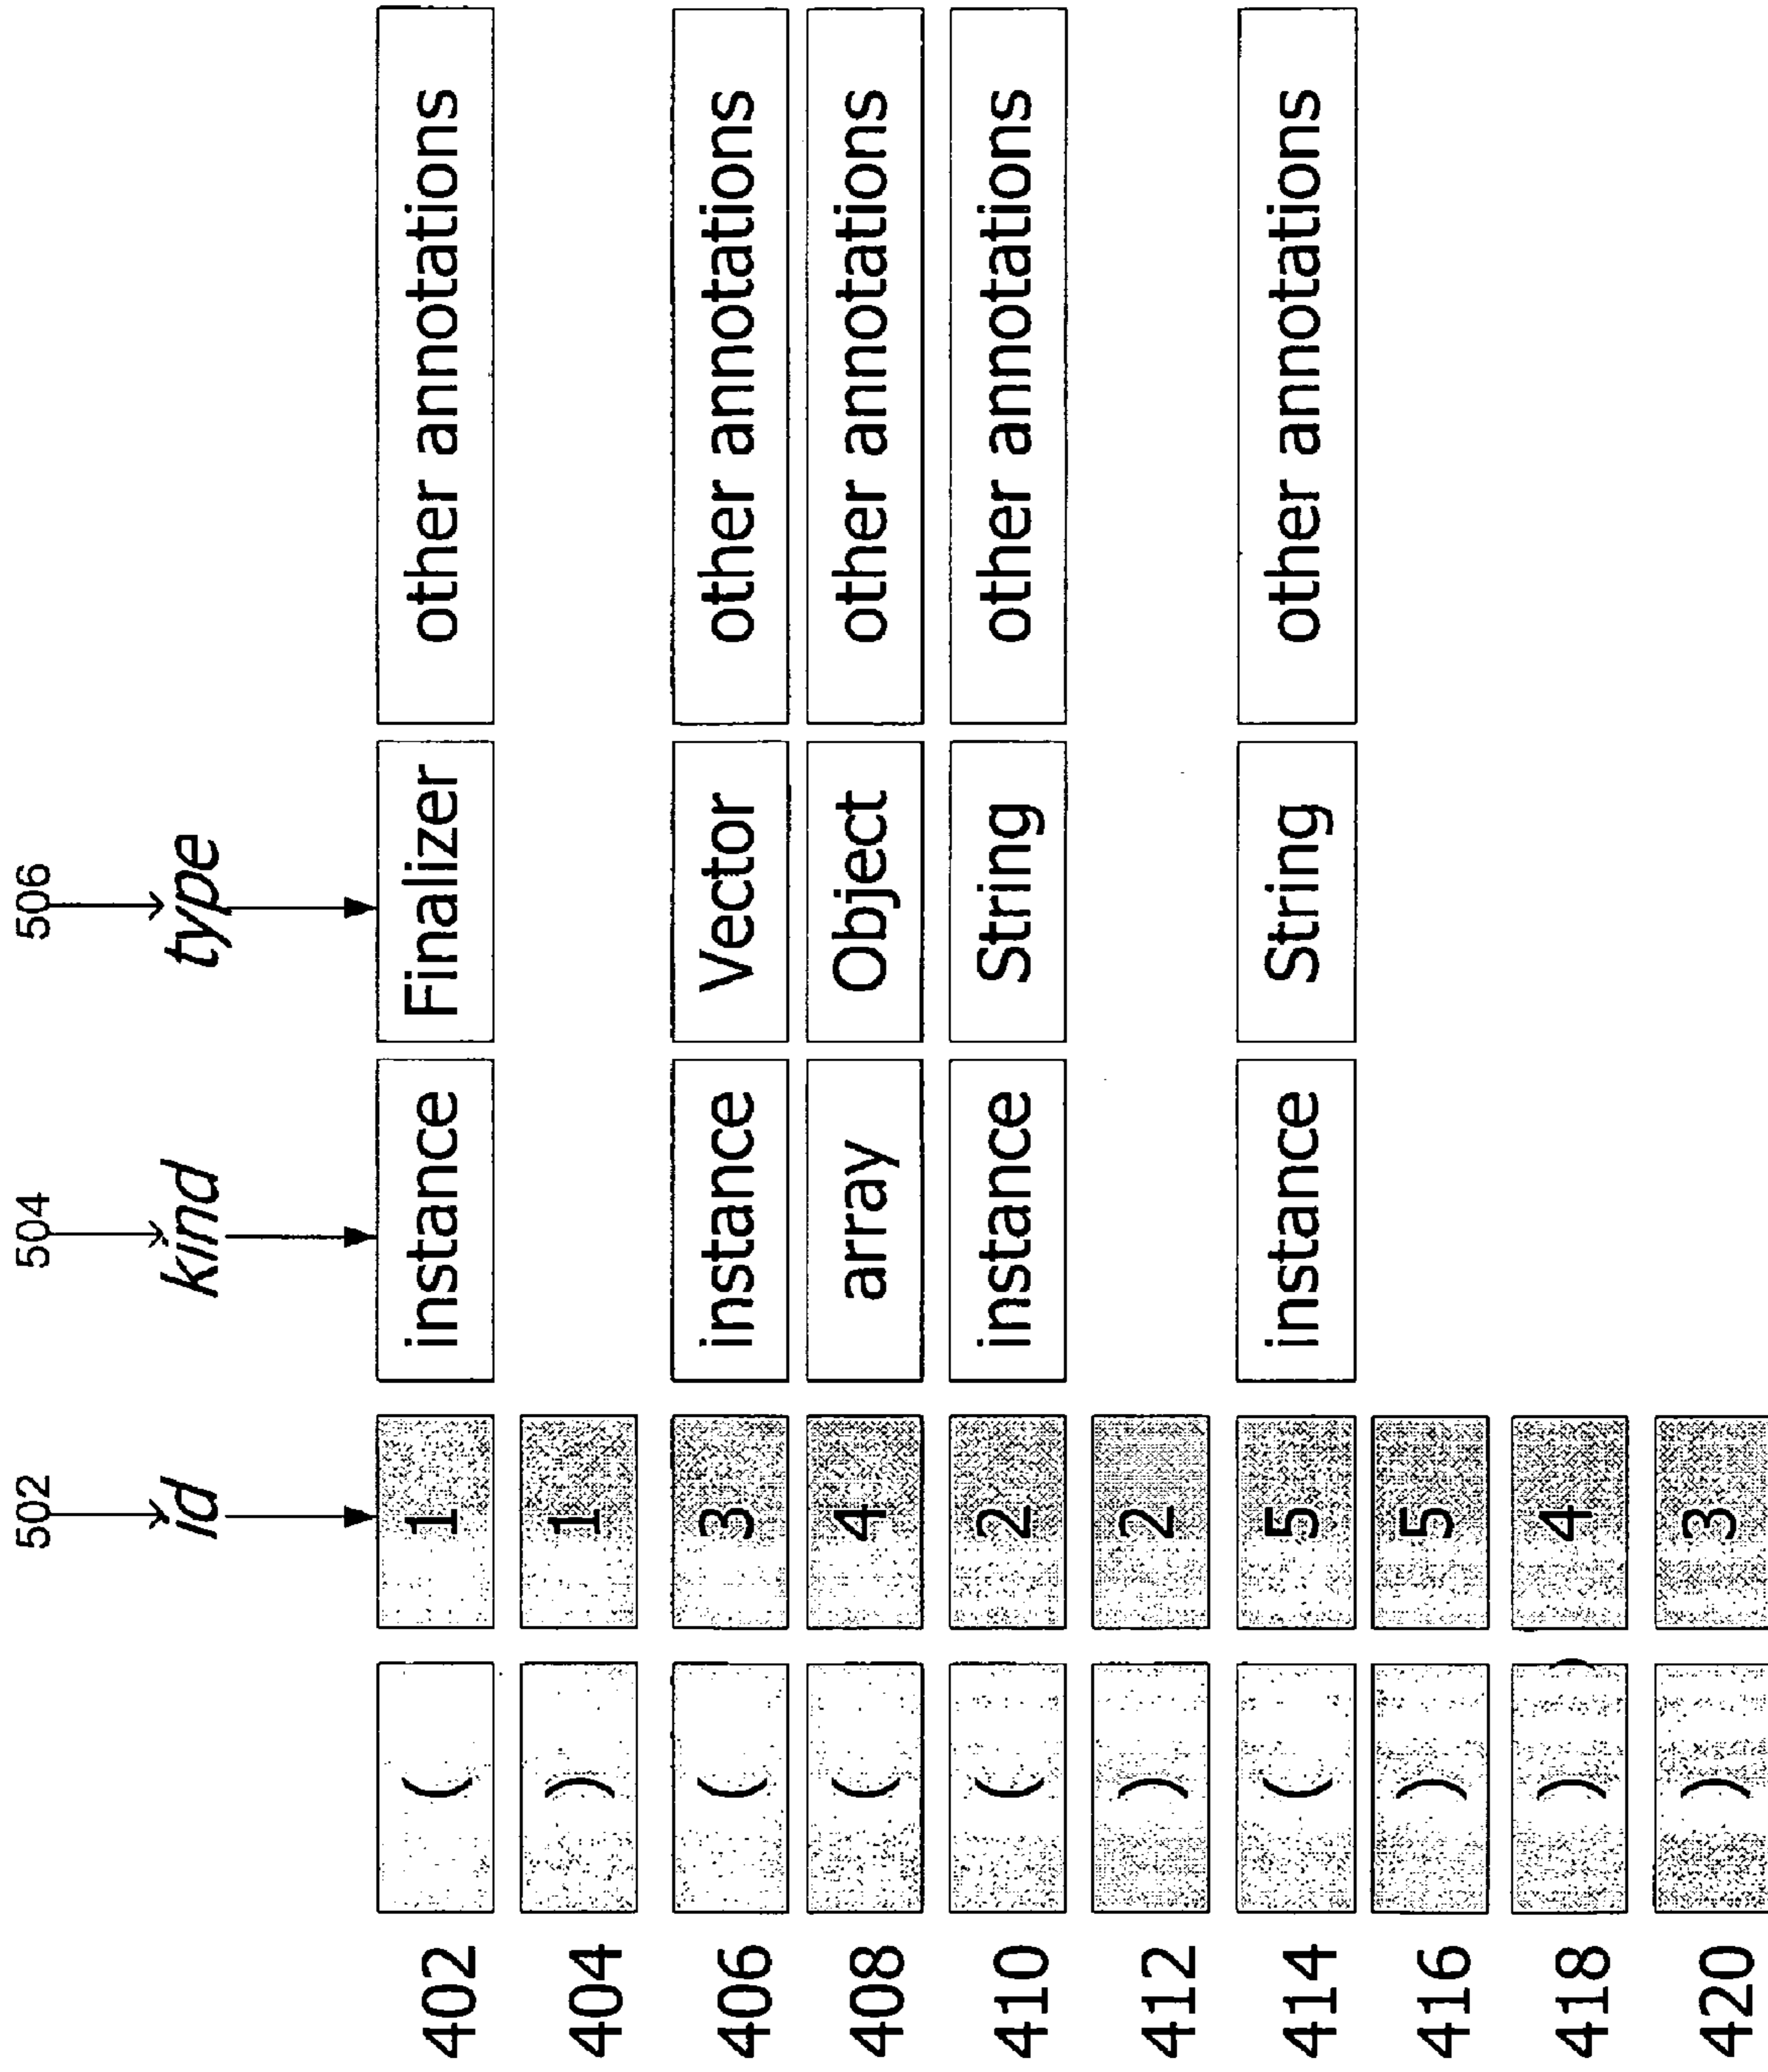 502 504 506
id kind type
402 ( 1 instance Finalizer other annotations
404 ) 1
406 ( 3 instance Vector other annotations
408 ( 4 array Object other annotations
410 ( 2 instance String other annotations
412 ) 2
414 ( 5 instance String other annotations
416 ) 5
418 ) 4
420 ) 3